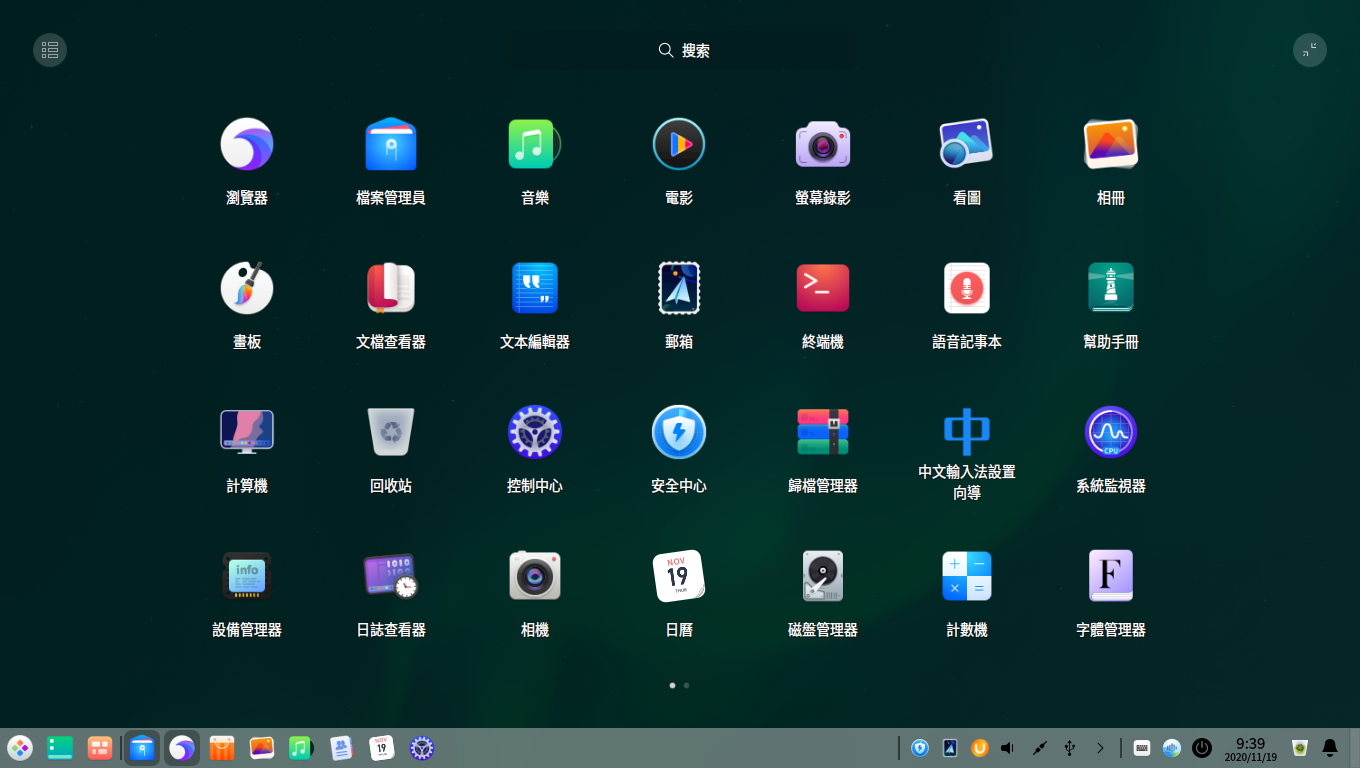 搜索
瀏覽器
檔案管理員
音樂
電影
螢幕錄影
看圖
相冊
畫板
文檔查看器
文本編輯器
郵箱
終端機
語音記事本
幫助手冊
計算機
回收站
控制中心
安全中心
歸檔管理器
中
中文輸入法設置
向導
CPU
系統監視器
info
設備管理器
1010
日誌查看器
相機
NOV
19
THUR
日曆
磁盤管理器
計數機
F
字體管理器
NOV
19
9:39
2020/11/19